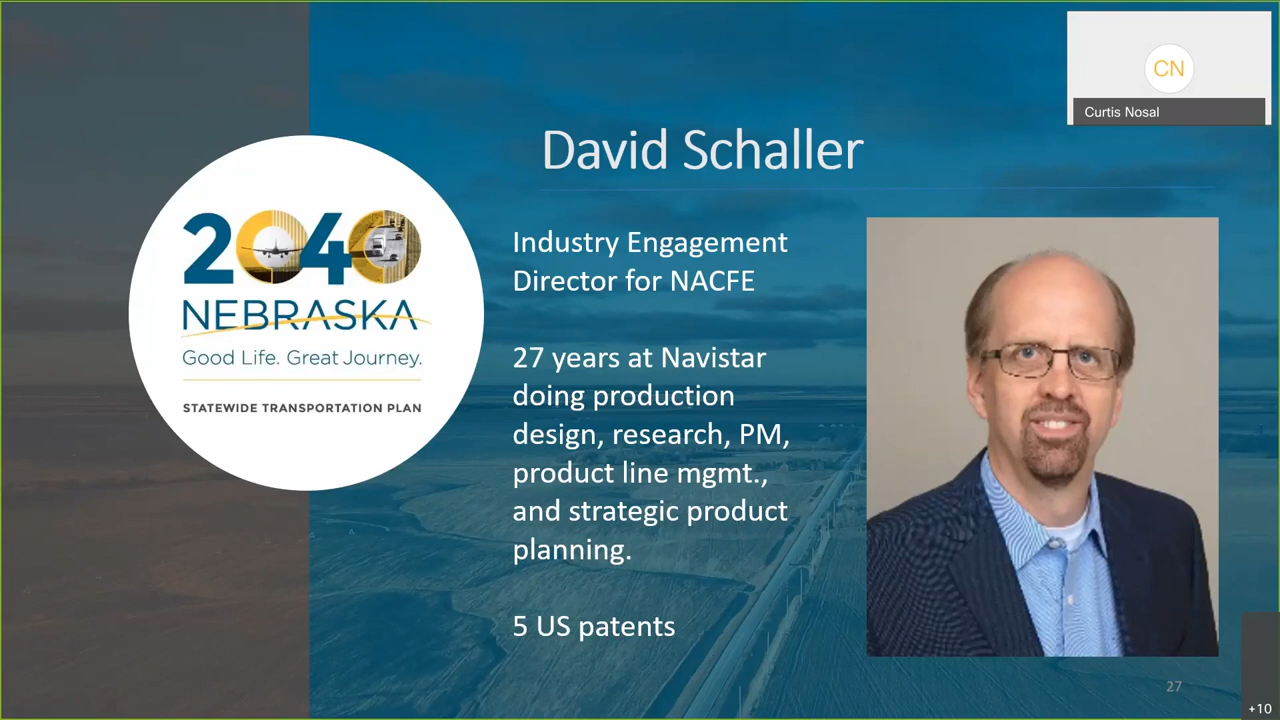 CN
Curtis Nosal
David Schaller
2040
NEBRASKA
Good Life. Great Journey.
STATEWIDE TRANSPORTATION PLAN
Industry Engagement
Director for NACFE
27 years at Navistar
doing production
design, research, PM,
product line mgmt.,
and strategic product
planning.
5 US patents
27
+10